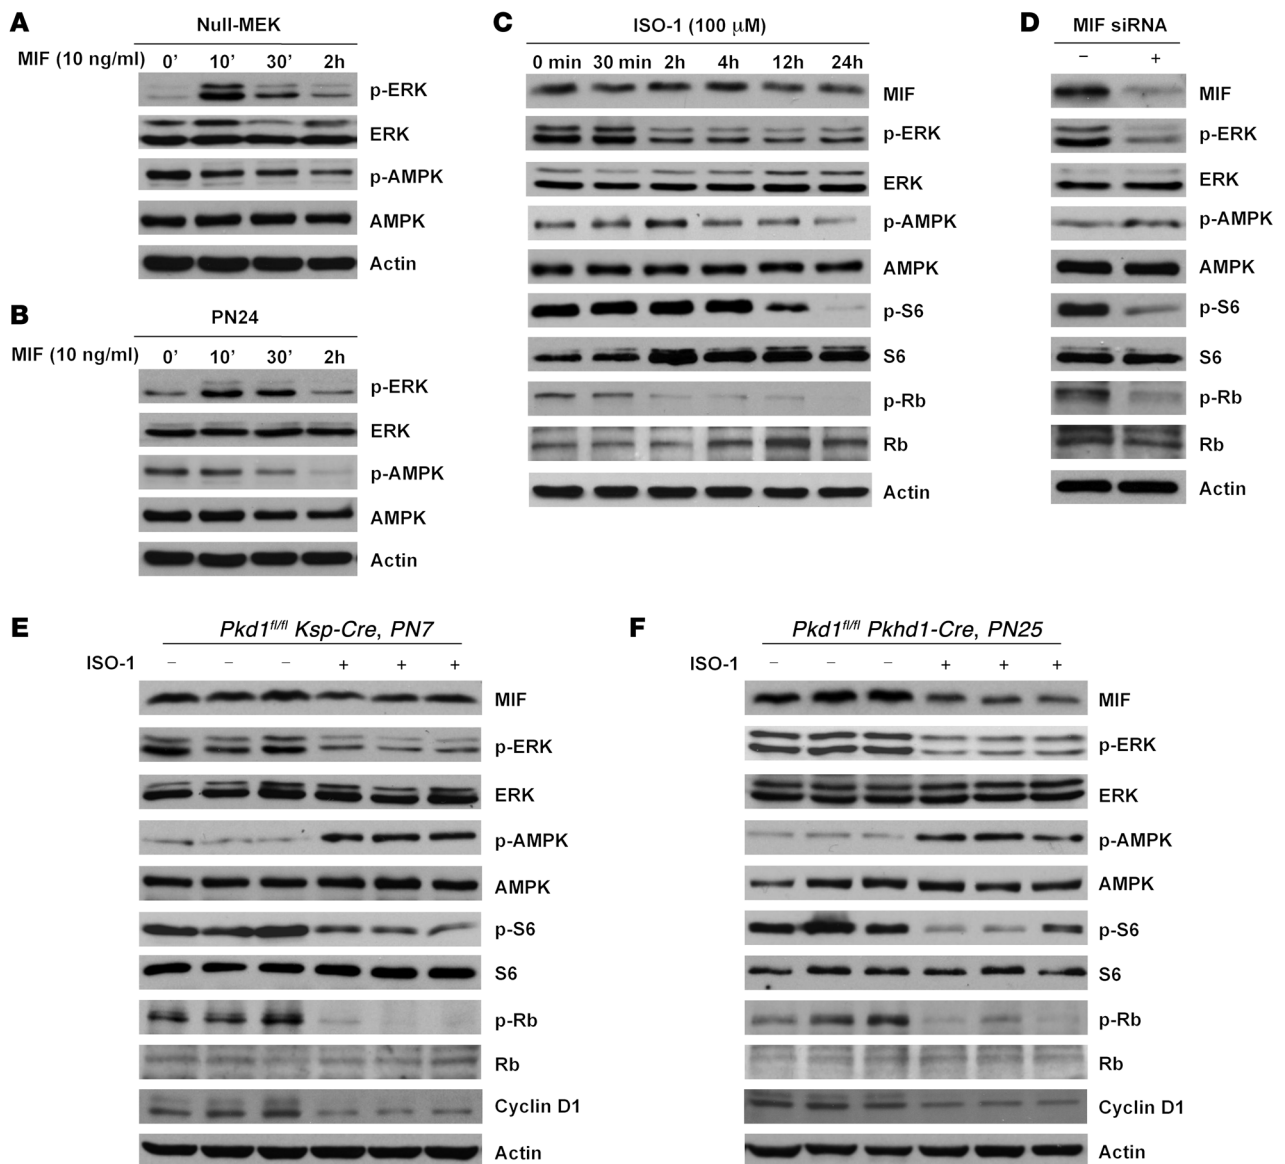 A
Null-MEK
MIF (10 ng/ml) 0’ 10’ 30’ 2h
p-ERK
ERK
p-AMPK
AMPK
Actin
B
PN24
MIF (10 ng/ml) 0’ 10’ 30’ 2h
p-ERK
ERK
p-AMPK
AMPK
Actin
C
ISO-1 (100 μM)
0 min 30 min 2h 4h 12h 24h
MIF
p-ERK
ERK
p-AMPK
AMPK
p-S6
S6
p-Rb
Rb
Actin
D
MIF siRNA
− +
MIF
p-ERK
ERK
p-AMPK
AMPK
p-S6
S6
p-Rb
Rb
Actin
E
Pkd1fl/fl Ksp-Cre, PN7
ISO-1 − − − + + +
MIF
p-ERK
ERK
p-AMPK
AMPK
p-S6
S6
p-Rb
Rb
Cyclin D1
Actin
F
Pkd1fl/fl Pkhd1-Cre, PN25
ISO-1 − − − + + +
MIF
p-ERK
ERK
p-AMPK
AMPK
p-S6
S6
p-Rb
Rb
Cyclin D1
Actin